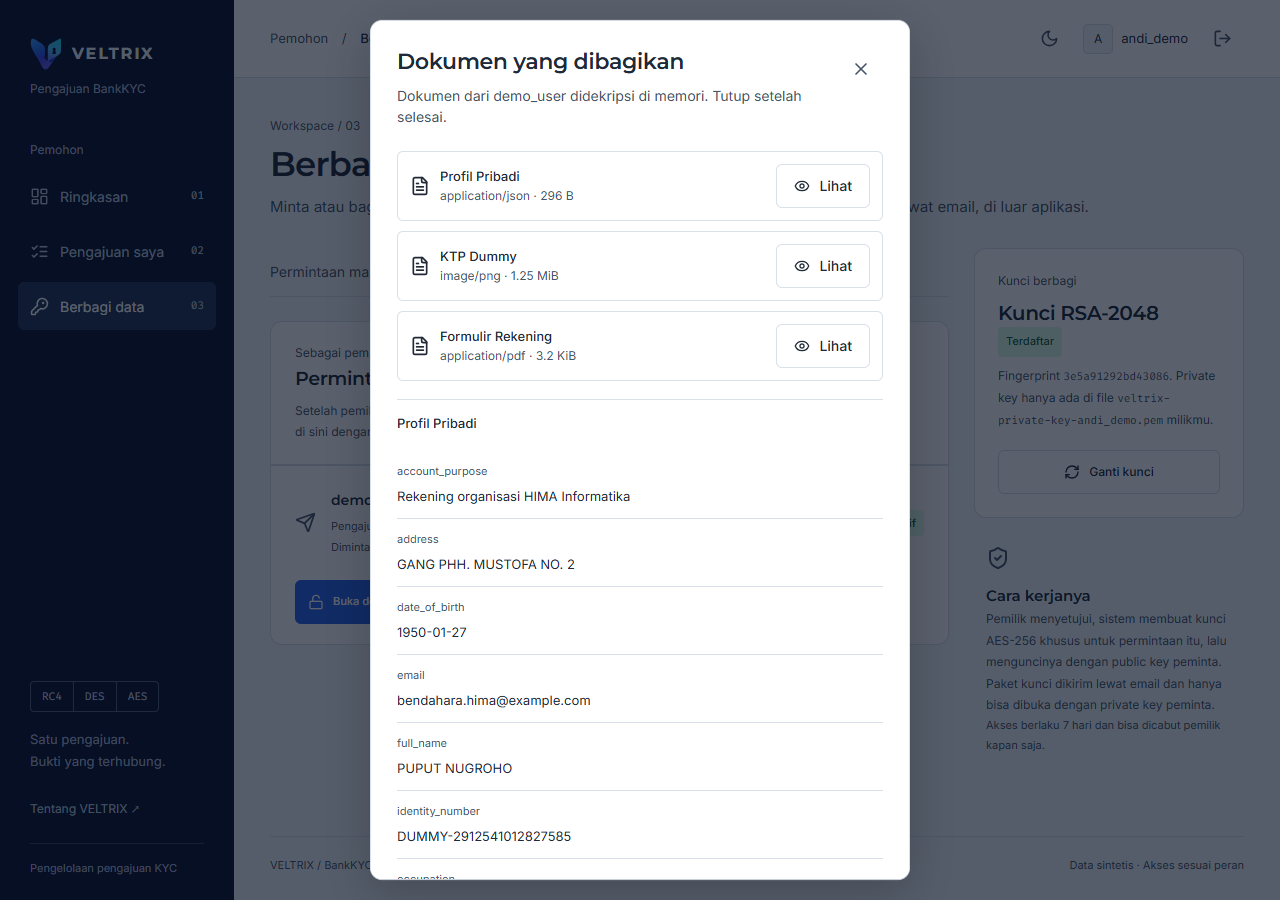 VELTRIX
Pengajuan BankKYC
Pemohon
Ringkasan 01
Pengajuan saya 02
Berbagi data 03
RC4 DES AES
Satu pengajuan.
Bukti yang terhubung.
Tentang VELTRIX ↗
Pengelolaan pengajuan KYC
Pemohon /
A andi_demo
Workspace / 03
Minta atau
wat email, di luar aplikasi.
Permintaan
Sebagai
Setelah
di sini
Dokumen yang dibagikan
Dokumen dari demo_user didekripsi di memori. Tutup setelah
selesai.
Profil Pribadi
application/json · 296 B
Lihat
KTP Dummy
image/png · 1.25 MiB
Lihat
Formulir Rekening
application/pdf · 3.2 KiB
Lihat
Profil Pribadi
account_purpose
Rekening organisasi HIMA Informatika
address
GANG PHH. MUSTOFA NO. 2
date_of_birth
1950-01-27
email
bendahara.hima@example.com
full_name
PUPUT NUGROHO
identity_number
DUMMY-2912541012827585
occupation
Kunci berbagi
Kunci RSA-2048
Terdaftar
Fingerprint 3e5a91292bd43086. Private
key hanya ada di file veltrix-
private-key-andi_demo.pem milikmu.
Ganti kunci
Cara kerjanya
Pemilik menyetujui, sistem membuat kunci
AES-256 khusus untuk permintaan itu, lalu
menguncinya dengan public key peminta.
Paket kunci dikirim lewat email dan hanya
bisa dibuka dengan private key peminta.
Akses berlaku 7 hari dan bisa dicabut pemilik
kapan saja.
Buka
VELTRIX / BankKYC
Data sintetis · Akses sesuai peran